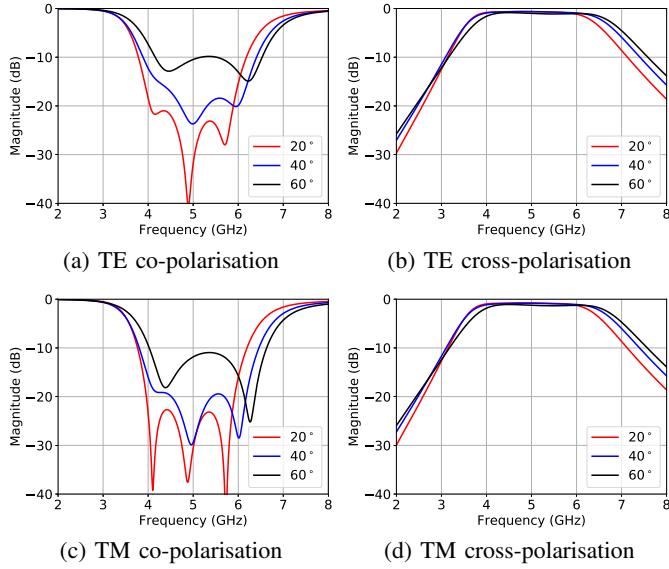 0
−10
−20
−30
−40
Magnitude (dB)
2 3 4 5 6 7 8
Frequency (GHz)
20°
40°
60°
(a) TE co-polarisation
0
−10
−20
−30
−40
Magnitude (dB)
2 3 4 5 6 7 8
Frequency (GHz)
20°
40°
60°
(b) TE cross-polarisation
0
−10
−20
−30
−40
Magnitude (dB)
2 3 4 5 6 7 8
Frequency (GHz)
20°
40°
60°
(c) TM co-polarisation
0
−10
−20
−30
−40
Magnitude (dB)
2 3 4 5 6 7 8
Frequency (GHz)
20°
40°
60°
(d) TM cross-polarisation